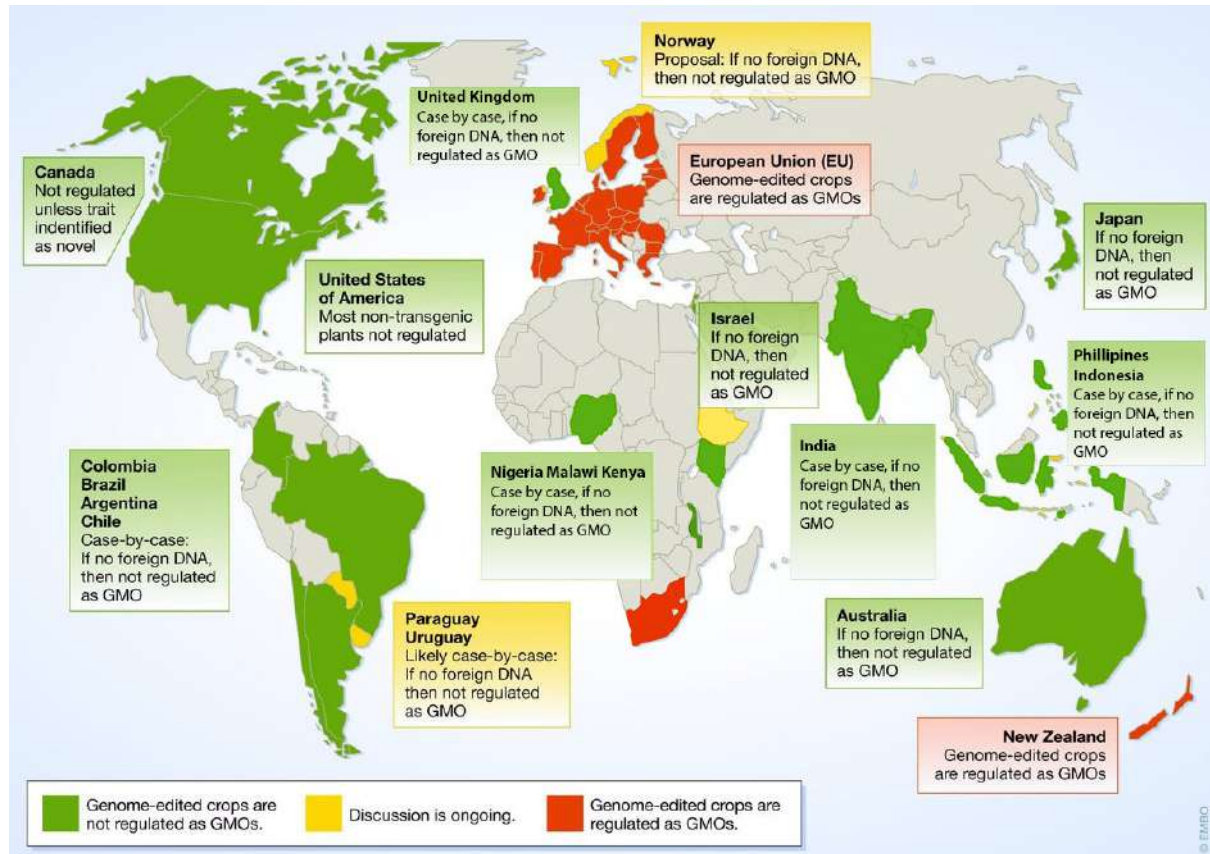 Norway
Proposal: If no foreign DNA,
then not regulated as GMO
United Kingdom
Case by case, if no
foreign DNA, then not
regulated as GMO
European Union (EU)
Genome-edited crops
are regulated as GMOs
Canada
Not regulated
unless trait
indentified
as novel
Japan
If no foreign
DNA, then
not regulated
as GMO
United States
of America
Most non-transgenic
plants not regulated
Israel
If no foreign
DNA, then
not regulated
as GMO
Phillipines
Indonesia
Case by case, if no
foreign DNA, then
not regulated as
GMO
Colombia
Brazil
Argentina
Chile
Case-by-case:
If no foreign DNA,
then not regulated
as GMO
Nigeria Malawi Kenya
Case by case, if no
foreign DNA, then not
regulated as GMO
India
Case by case, if no
foreign DNA, then
not regulated as
GMO
Paraguay
Uruguay
Likely case-by-case:
If no foreign DNA
then not regulated
as GMO
Australia
If no foreign DNA,
then not regulated
as GMO
New Zealand
Genome-edited crops
are regulated as GMOs
Genome-edited crops are
not regulated as GMOs.
Discussion is ongoing.
Genome-edited crops are
regulated as GMOs.
© EMBO